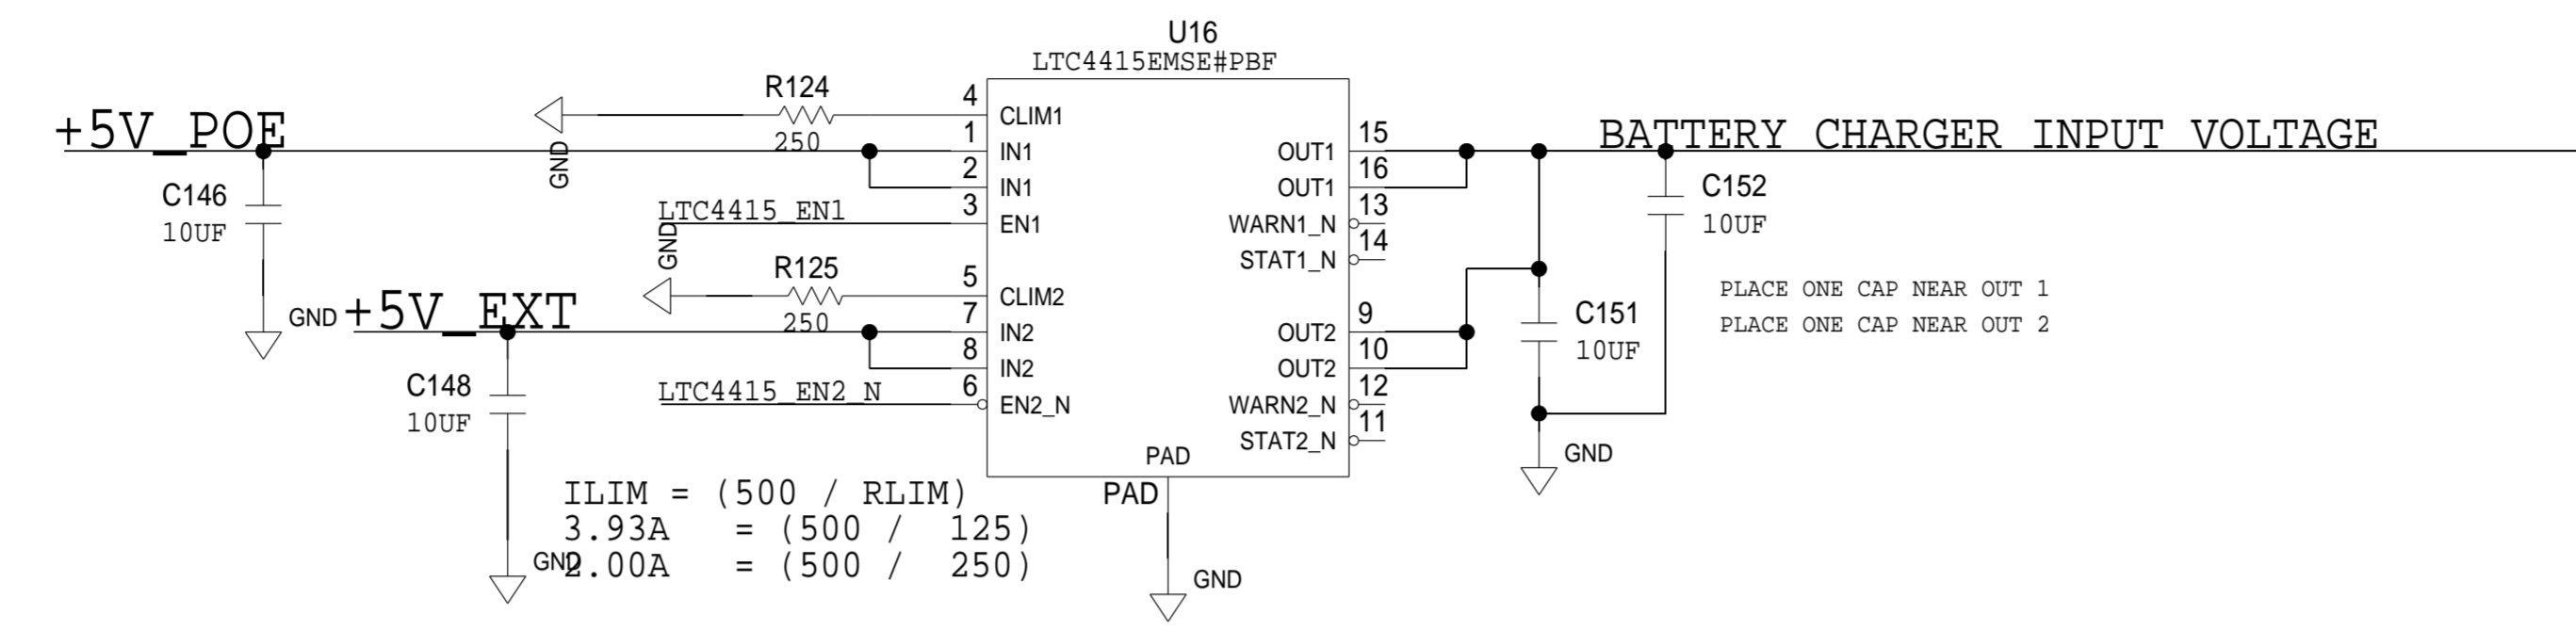 U16
LTC4415EMSE#PBF
+5V_POE
C146
10UF
GND
GND
R124
250
LTC4415_EN1
GND
R125
250
+5V_EXT
C148
10UF
GND
LTC4415_EN2_N
4 CLIM1
1 IN1
2 IN1
3 EN1
5 CLIM2
7 IN2
8 IN2
6 EN2_N
OUT1 15
OUT1 16
WARN1_N 13
STAT1_N 14
OUT2 9
OUT2 10
WARN2_N 12
STAT2_N 11
PAD
PAD
GND
BATTERY CHARGER INPUT VOLTAGE
C152
10UF
C151
10UF
GND
PLACE ONE CAP NEAR OUT 1
PLACE ONE CAP NEAR OUT 2
ILIM = (500 / RLIM)
3.93A = (500 / 125)
2.00A = (500 / 250)